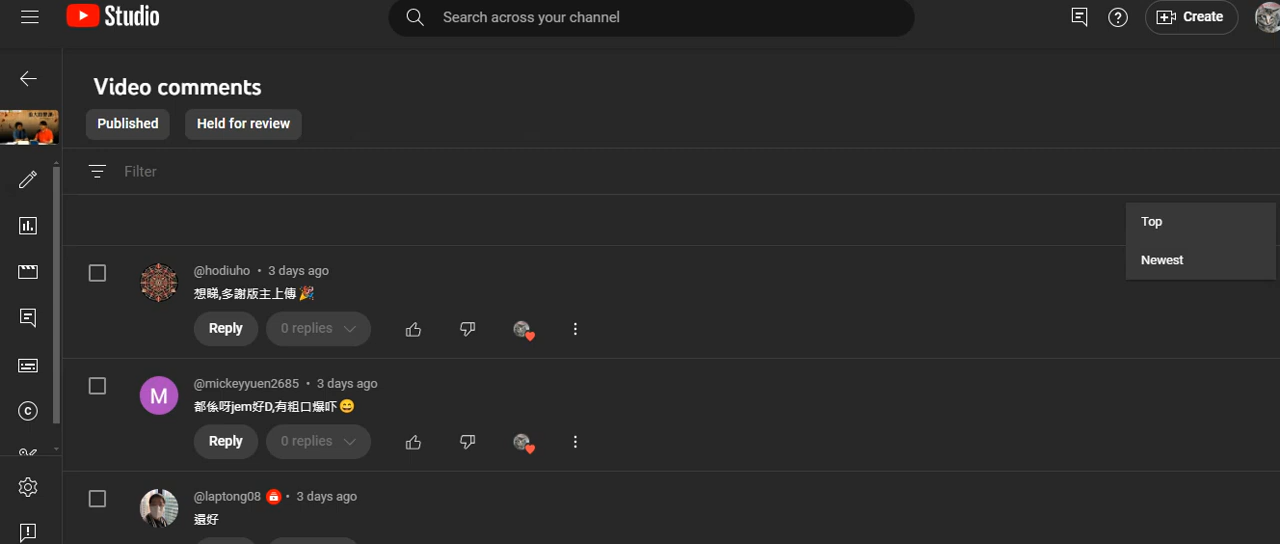 Studio
Search across your channel
Create
Video comments
Published
Held for review
Filter
Top
Newest
@hodiuho • 3 days ago
想睇,多謝版主上傳🎉
Reply
0 replies
M
@mickeyyuen2685 • 3 days ago
都係呀jem好D,有粗口爆吓😄
Reply
0 replies
@laptong08 • 3 days ago
還好